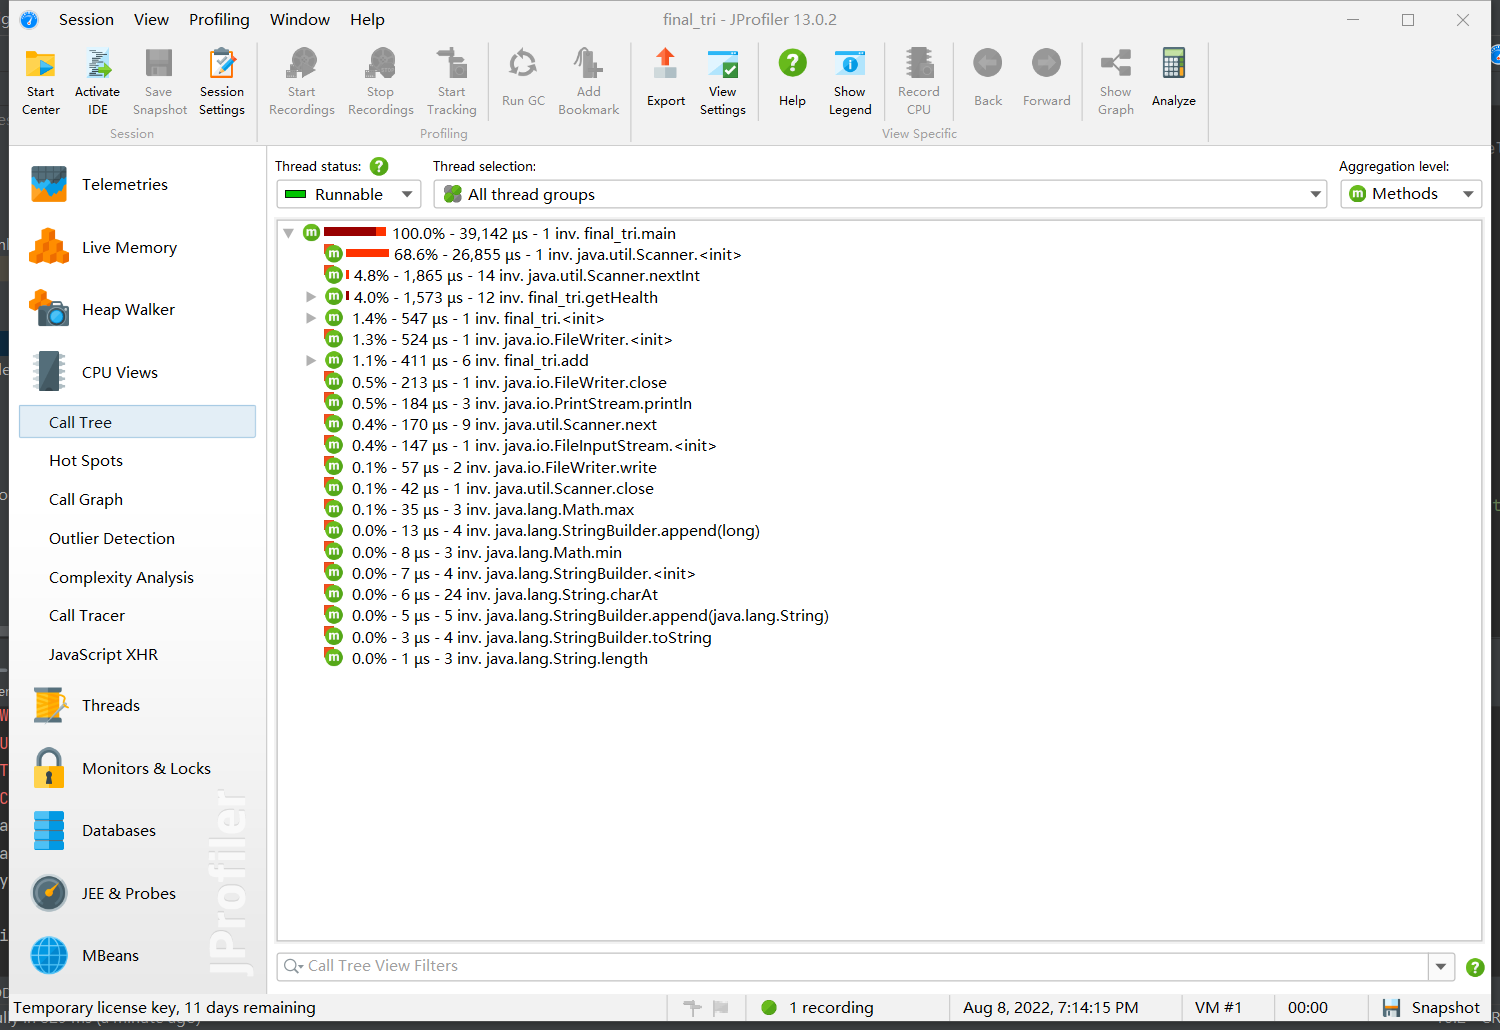 Session View Profiling Window Help final_tri - JProfiler 13.0.2
Start Center
Activate IDE
Save Snapshot
Session Settings
Start Recordings
Stop Recordings
Start Tracking
Run GC
Add Bookmark
Export
View Settings
Help
Show Legend
Record CPU
Back
Forward
Show Graph
Analyze
Session Profiling View Specific
Telemetries
Live Memory
Heap Walker
CPU Views
Call Tree
Hot Spots
Call Graph
Outlier Detection
Complexity Analysis
Call Tracer
JavaScript XHR
Threads
Monitors & Locks
Databases
JEE & Probes
MBeans
JProfiler
Thread status: Thread selection: Aggregation level:
Runnable All thread groups Methods
100.0% - 39,142 µs - 1 inv. final_tri.main
68.6% - 26,855 µs - 1 inv. java.util.Scanner.<init>
4.8% - 1,865 µs - 14 inv. java.util.Scanner.nextInt
4.0% - 1,573 µs - 12 inv. final_tri.getHealth
1.4% - 547 µs - 1 inv. final_tri.<init>
1.3% - 524 µs - 1 inv. java.io.FileWriter.<init>
1.1% - 411 µs - 6 inv. final_tri.add
0.5% - 213 µs - 1 inv. java.io.FileWriter.close
0.5% - 184 µs - 3 inv. java.io.PrintStream.println
0.4% - 170 µs - 9 inv. java.util.Scanner.next
0.4% - 147 µs - 1 inv. java.io.FileInputStream.<init>
0.1% - 57 µs - 2 inv. java.io.FileWriter.write
0.1% - 42 µs - 1 inv. java.util.Scanner.close
0.1% - 35 µs - 3 inv. java.lang.Math.max
0.0% - 13 µs - 4 inv. java.lang.StringBuilder.append(long)
0.0% - 8 µs - 3 inv. java.lang.Math.min
0.0% - 7 µs - 4 inv. java.lang.StringBuilder.<init>
0.0% - 6 µs - 24 inv. java.lang.String.charAt
0.0% - 5 µs - 5 inv. java.lang.StringBuilder.append(java.lang.String)
0.0% - 3 µs - 4 inv. java.lang.StringBuilder.toString
0.0% - 1 µs - 3 inv. java.lang.String.length
Call Tree View Filters
Temporary license key, 11 days remaining 1 recording Aug 8, 2022, 7:14:15 PM VM #1 00:00 Snapshot